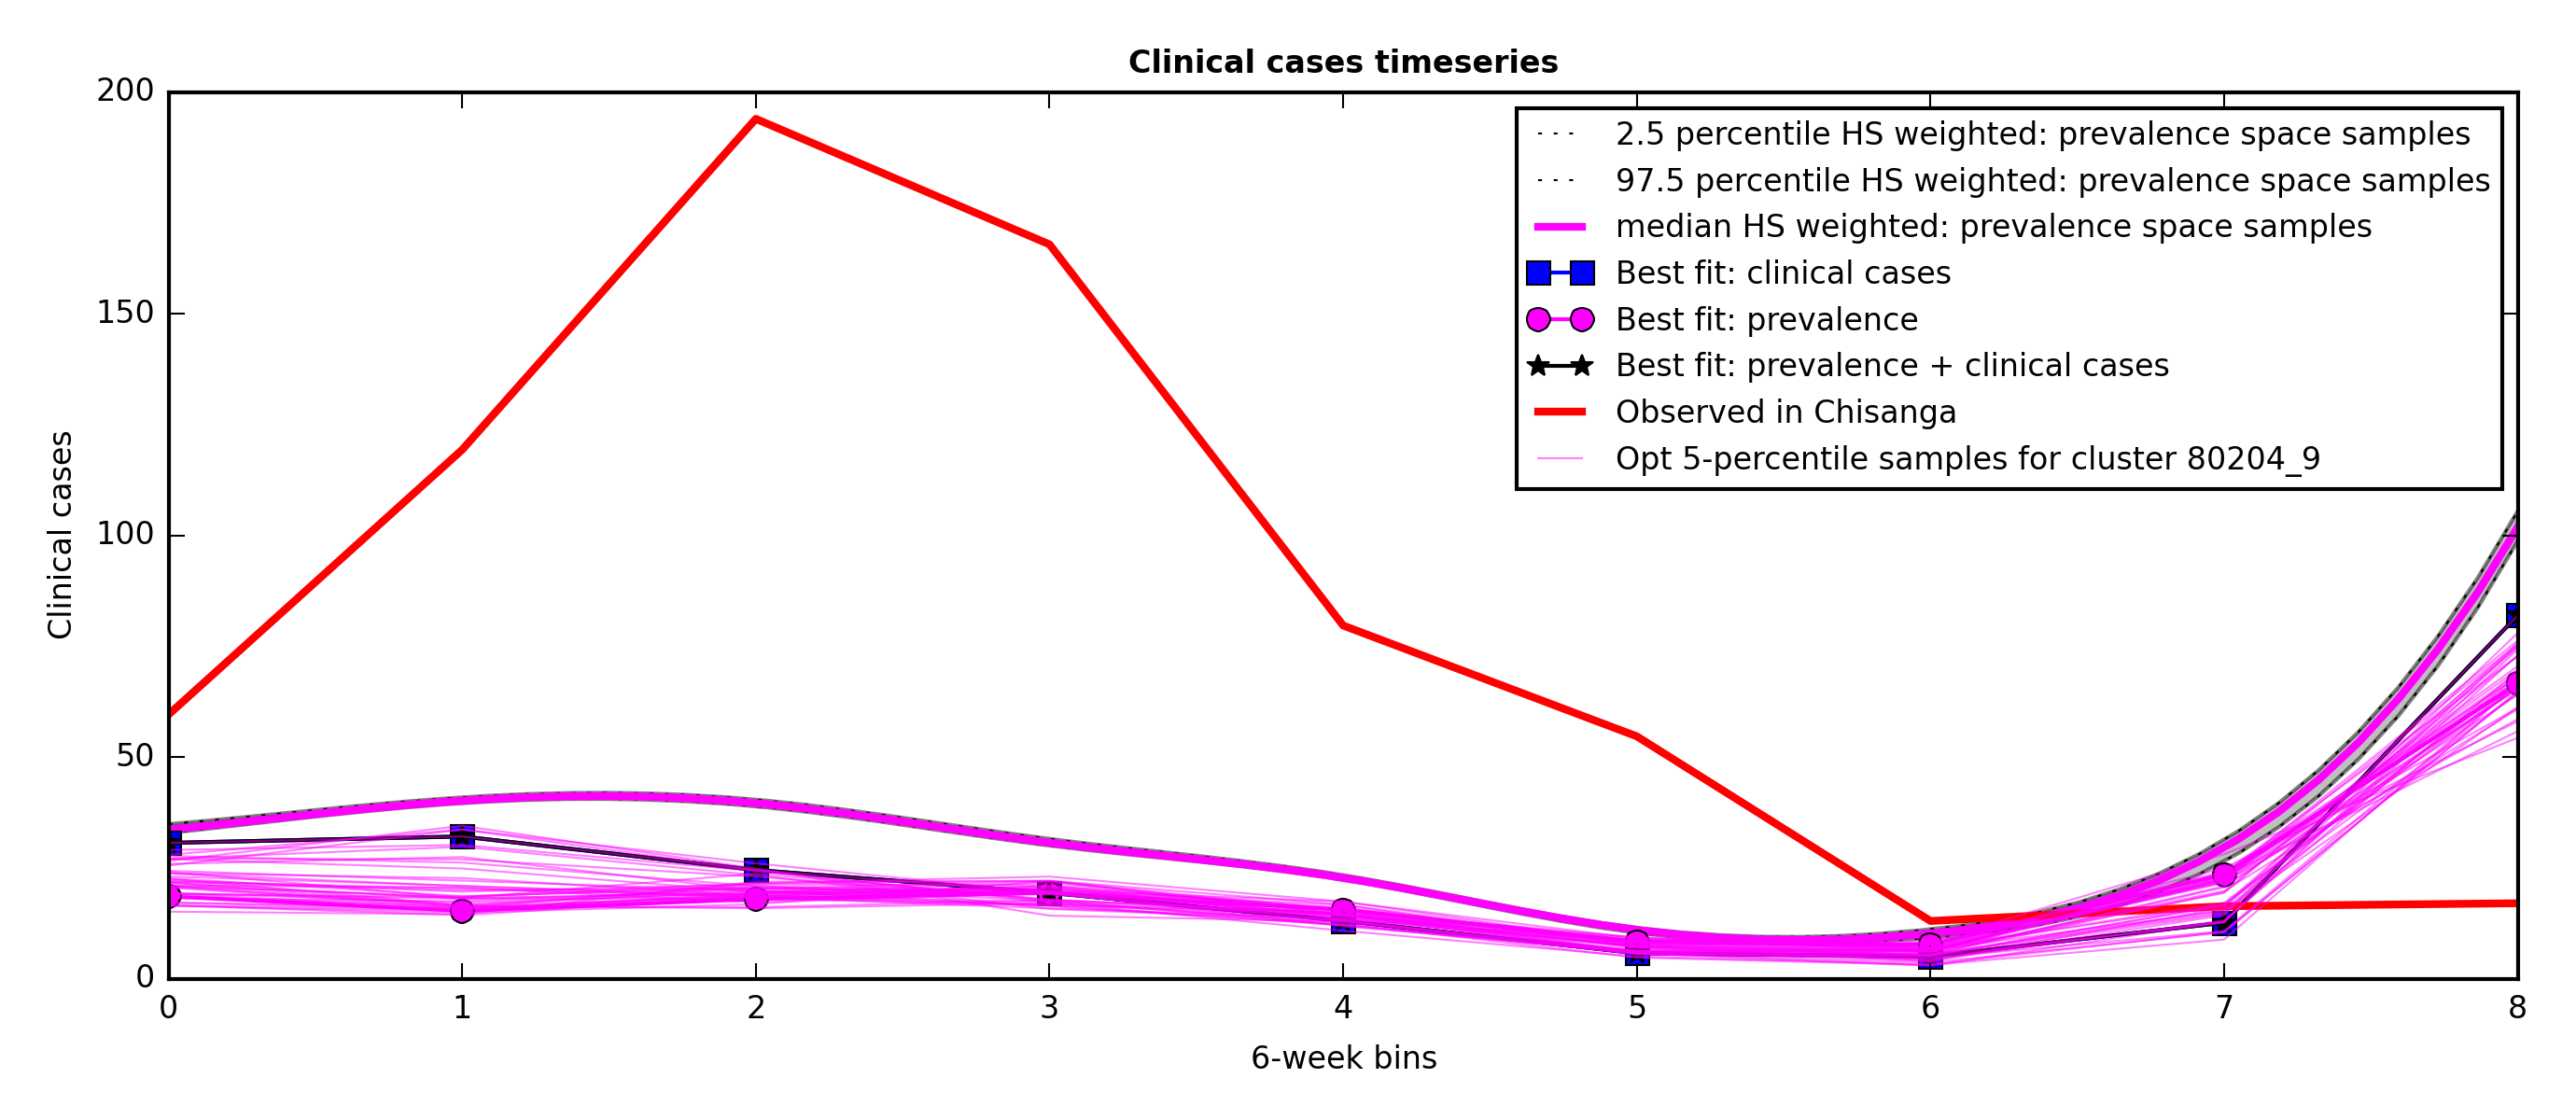 Clinical cases timeseries
200
150
100
50
0
Clinical cases
2.5 percentile HS weighted: prevalence space samples
97.5 percentile HS weighted: prevalence space samples
median HS weighted: prevalence space samples
Best fit: clinical cases
Best fit: prevalence
Best fit: prevalence + clinical cases
Observed in Chisanga
Opt 5-percentile samples for cluster 80204_9
0 1 2 3 4 5 6 7 8
6-week bins